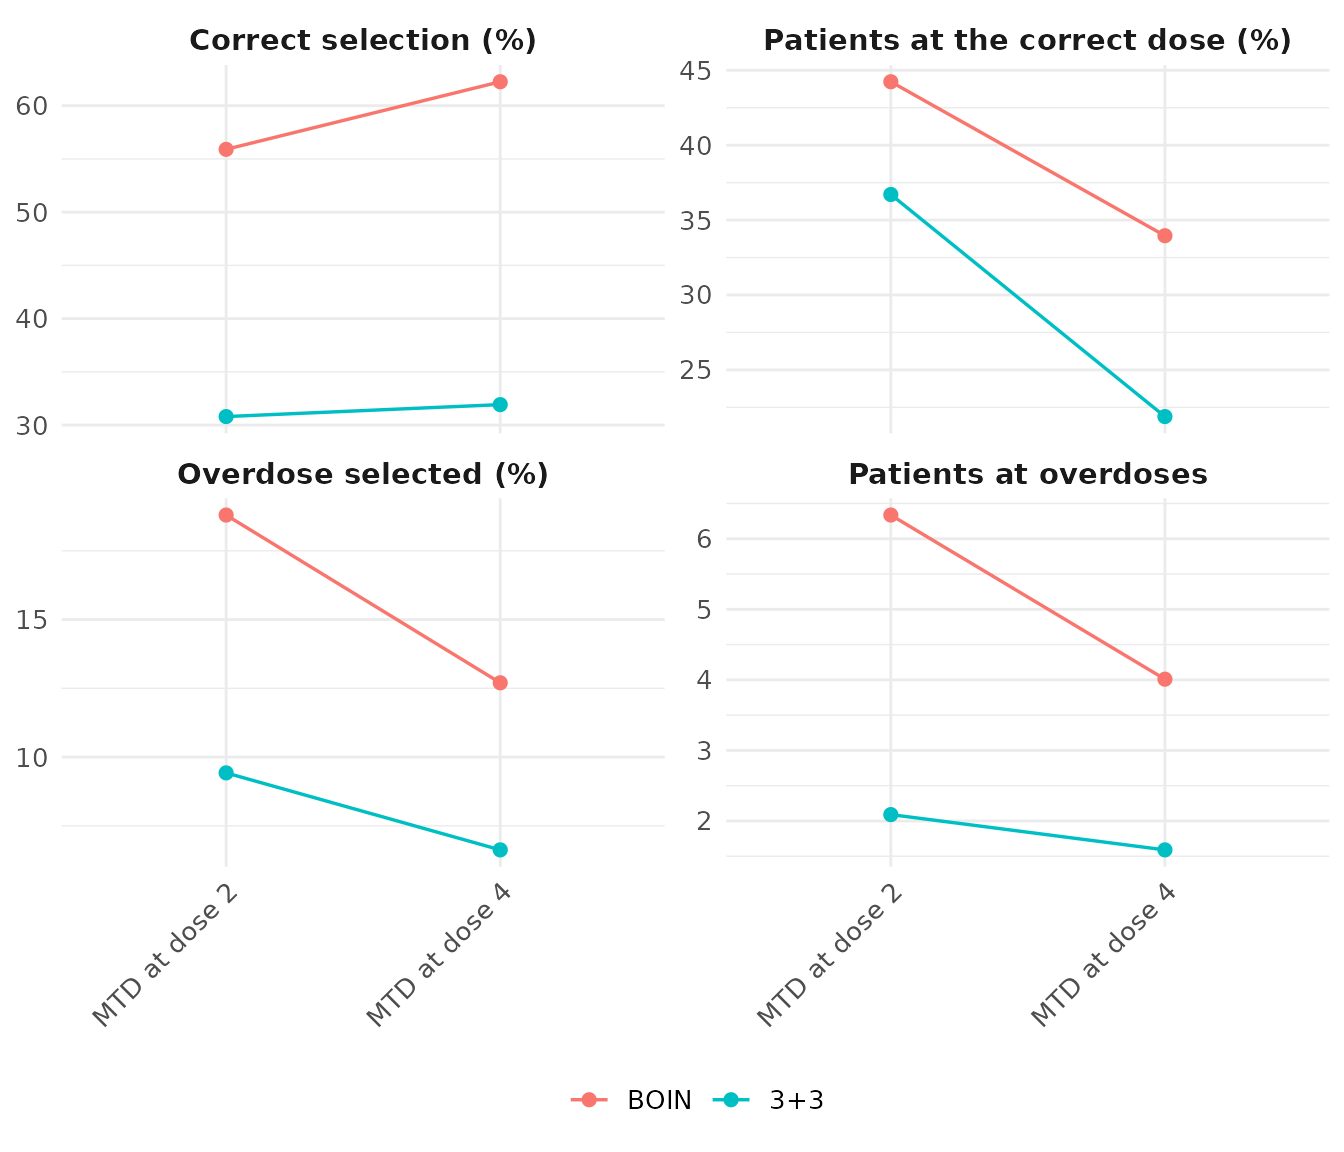 Correct selection (%)
60
50
40
30
Patients at the correct dose (%)
45
40
35
30
25
Overdose selected (%)
15
10
MTD at dose 2
MTD at dose 4
Patients at overdoses
6
5
4
3
2
MTD at dose 2
MTD at dose 4
BOIN
3+3